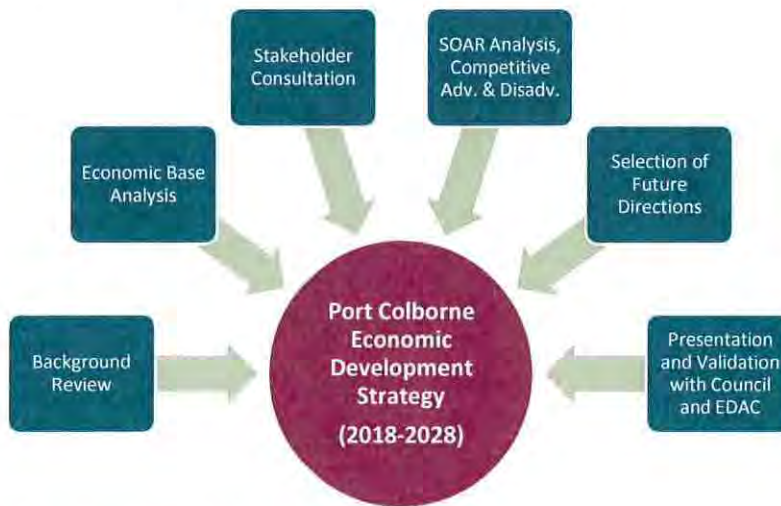 Stakeholder
Consultation
SOAR Analysis,
Competitive
Adv. & Disadv.
Economic Base
Analysis
Selection of
Future
Directions
Background
Review
Port Colborne
Economic
Development
Strategy
(2018-2028)
Presentation
and Validation
with Council
and EDAC